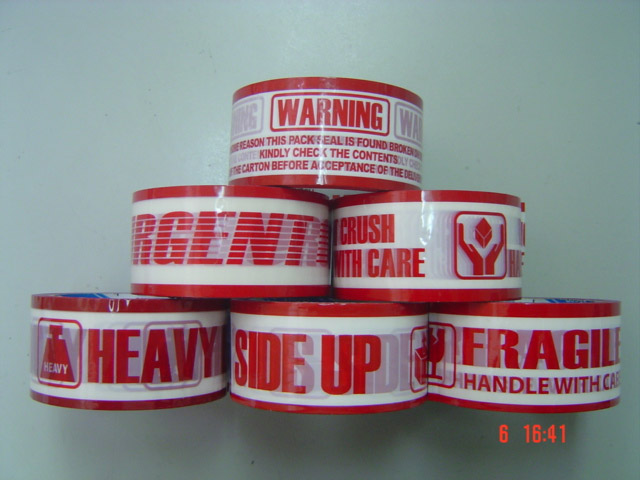 WARNING
REASON THIS PACK SEAL IS FOUND BROKEN
KINDLY CHECK THE CONTENTS
THE CARTON BEFORE ACCEPTANCE OF THE
RGENT
CRUSH
WITH CARE
HEAVY
HEAVY
SIDE UP
FRAGILE
HANDLE WITH CAR
6 16:41